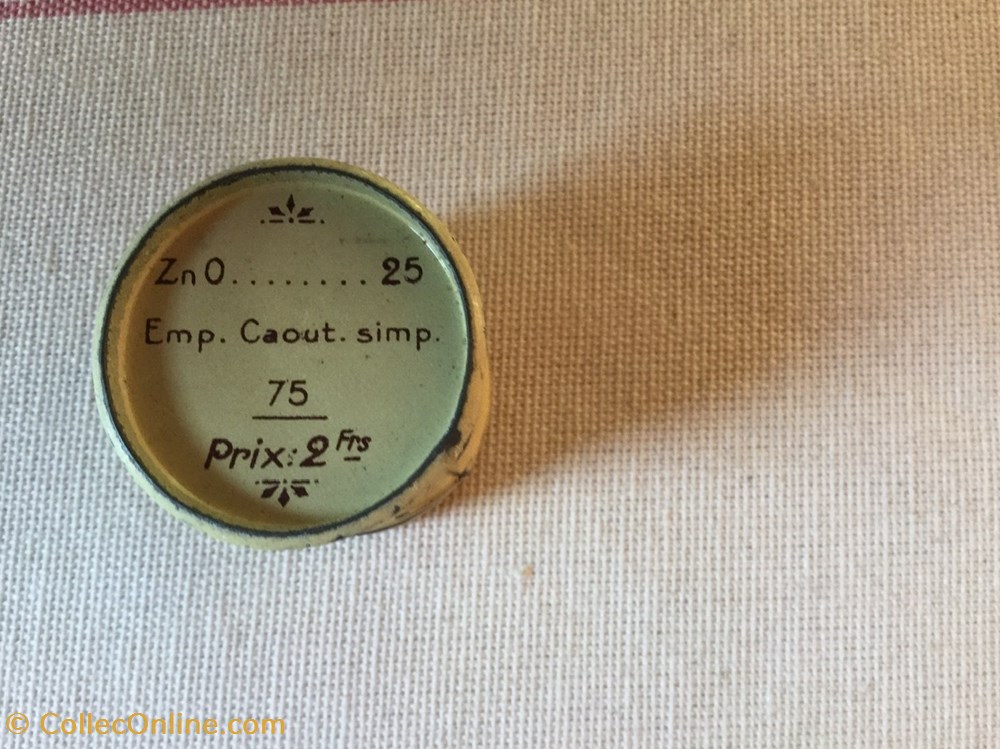 ZnO........25
Emp. Caout. simp.
75
Prix: 2 Frs
© CollecOnline.com